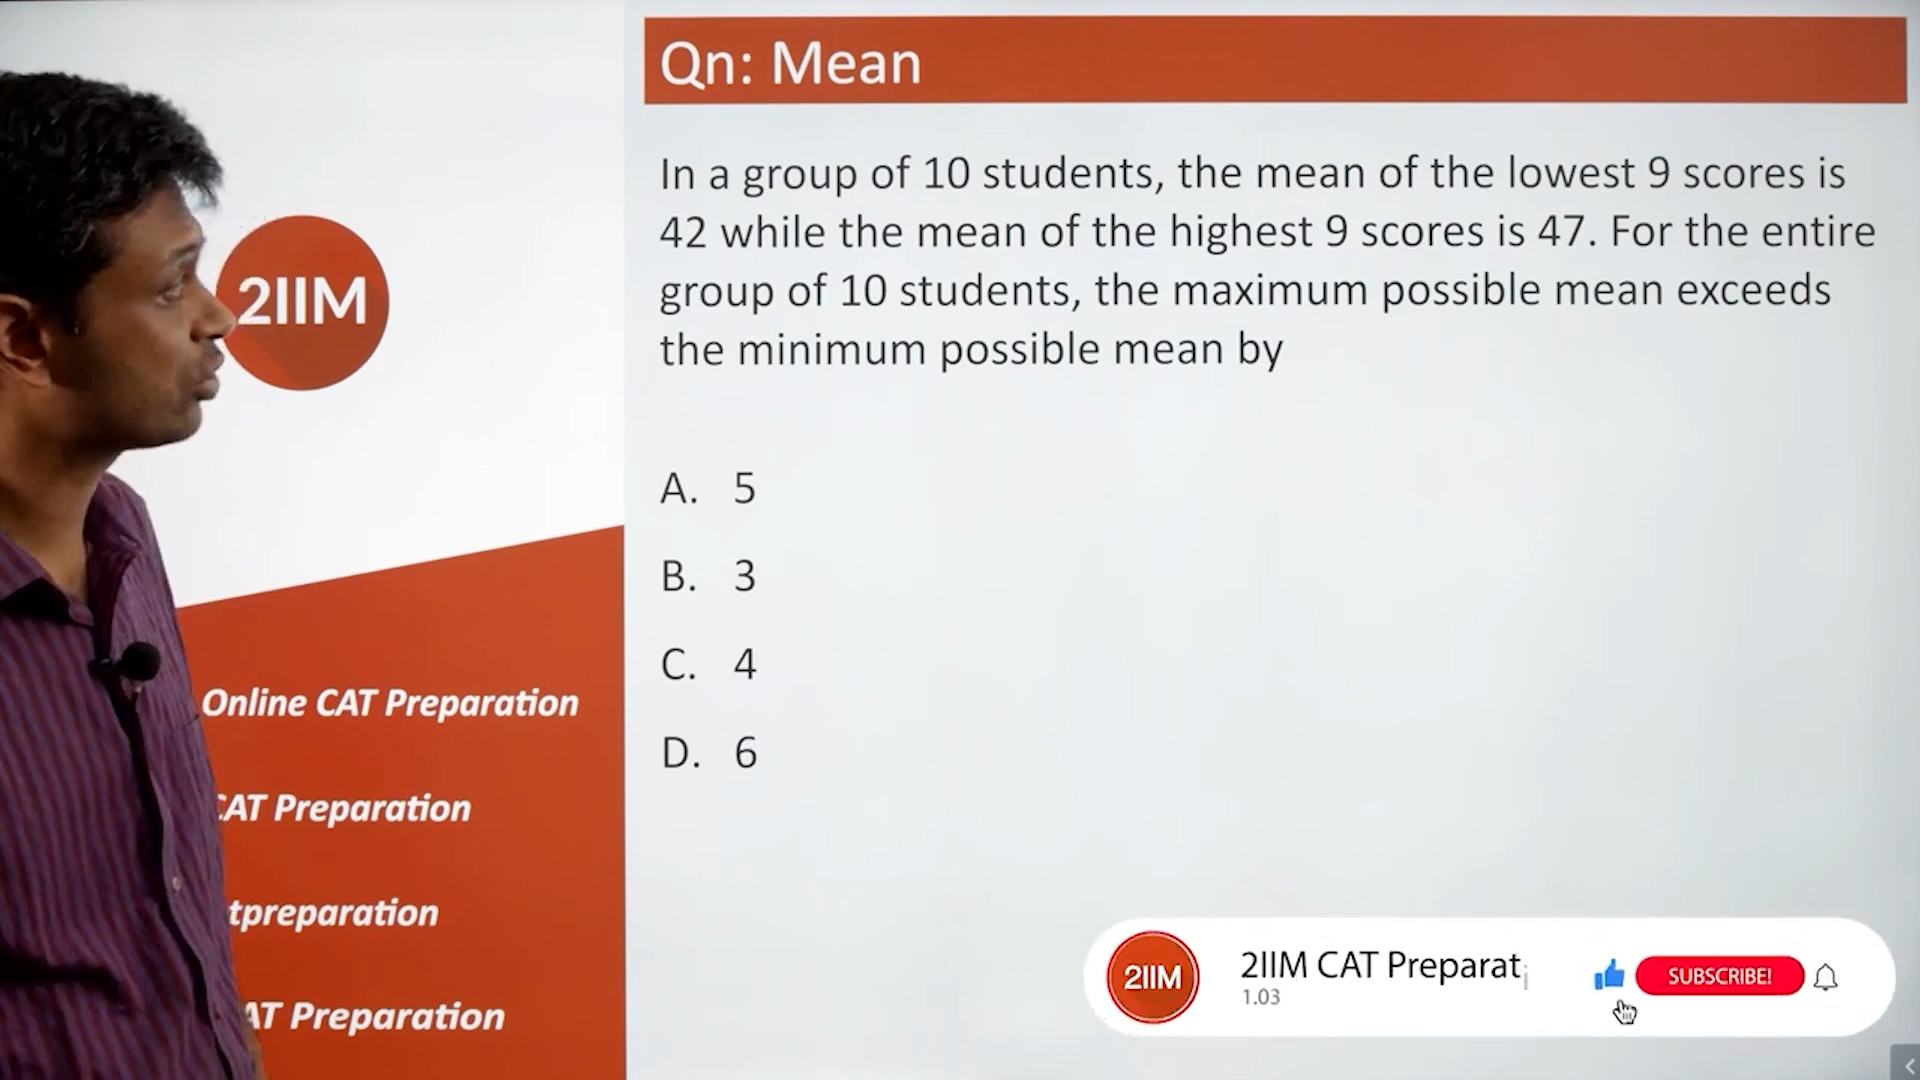 Qn: Mean
In a group of 10 students, the mean of the lowest 9 scores is
42 while the mean of the highest 9 scores is 47. For the entire
group of 10 students, the maximum possible mean exceeds
the minimum possible mean by
A. 5
B. 3
C. 4
D. 6
2IIM
Online CAT Preparation
CAT Preparation
tpreparation
AT Preparation
2IIM
2IIM CAT Preparati
1.03
SUBSCRIBE!